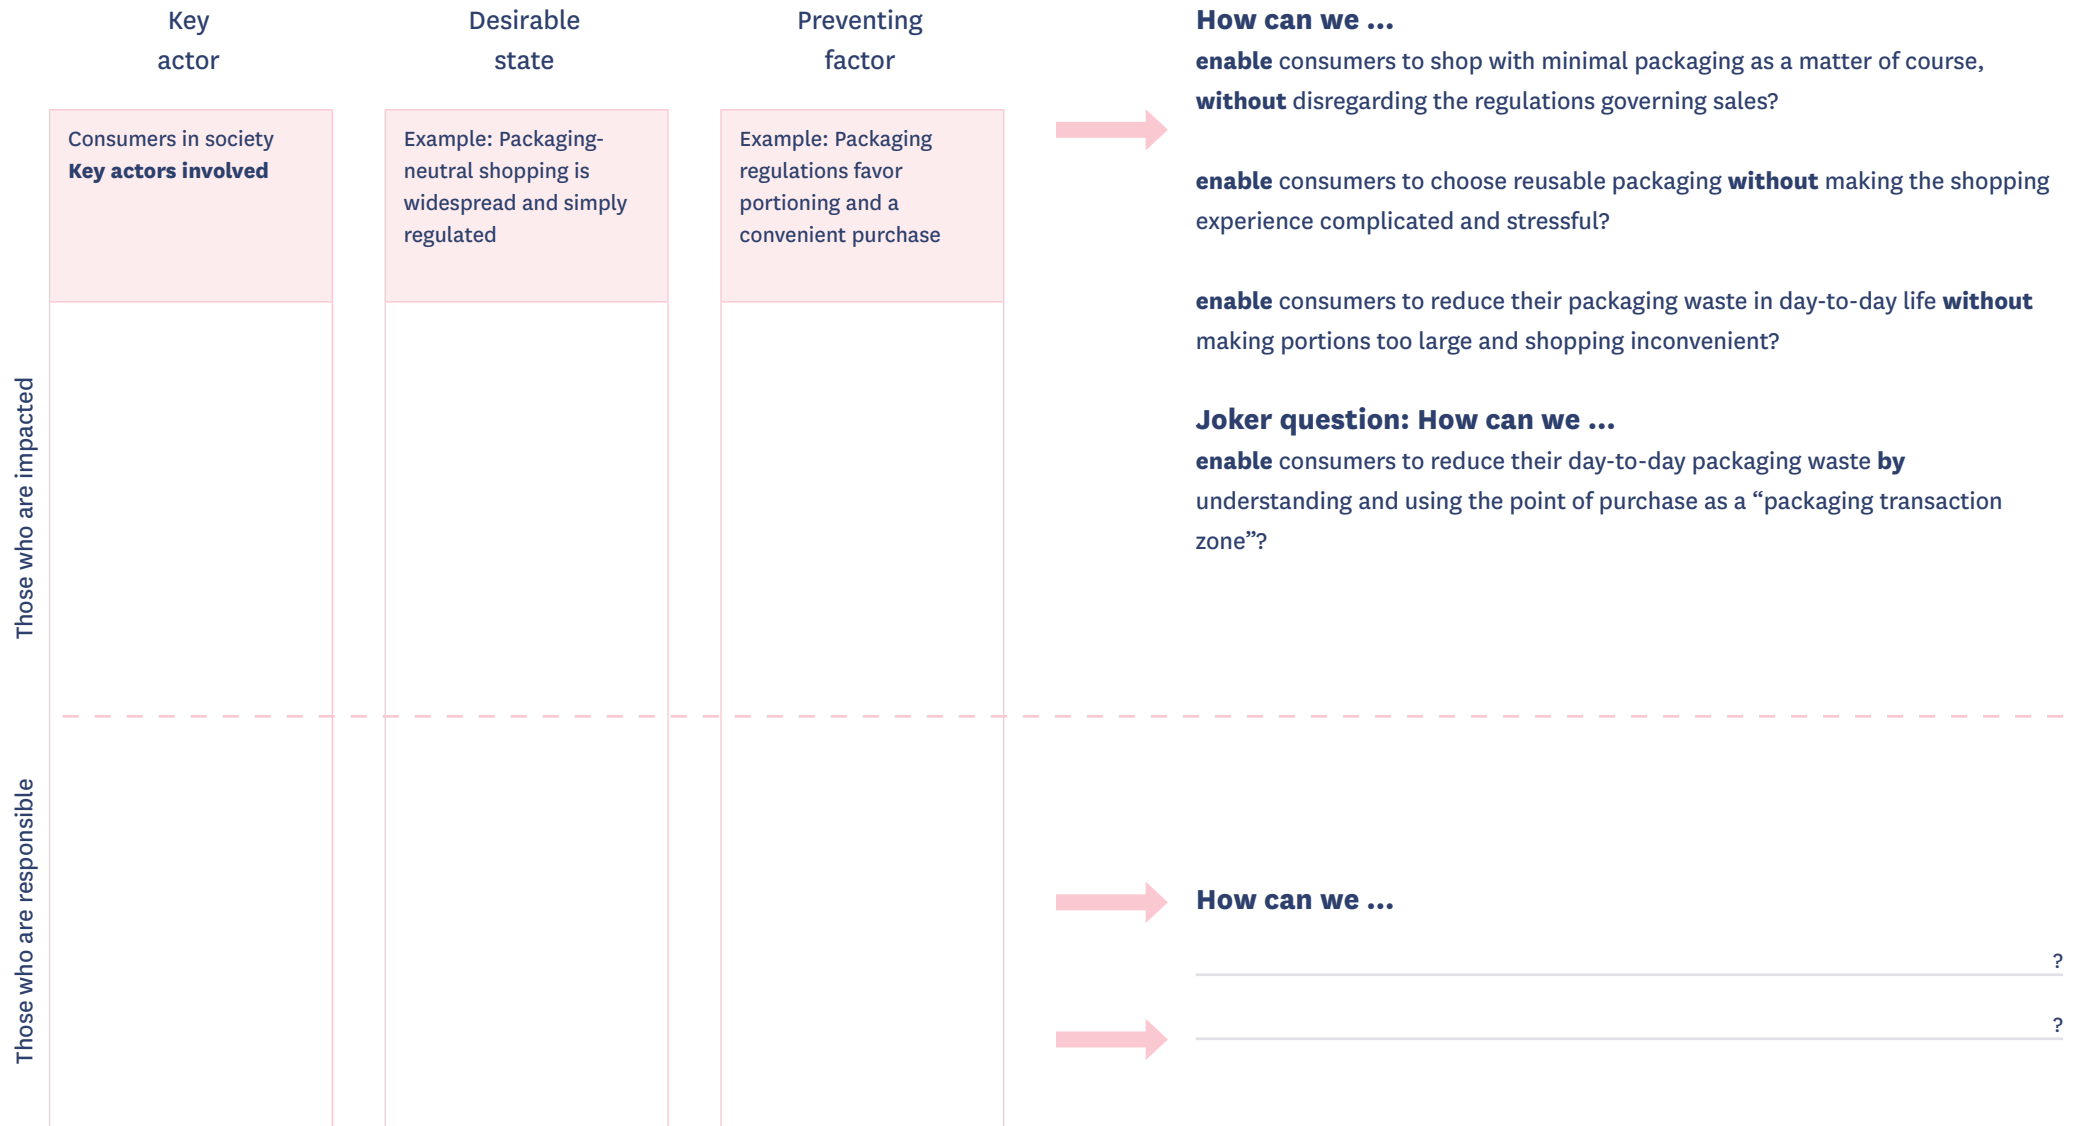 Key
actor
Desirable
state
Preventing
factor
Consumers in society
Key actors involved
Example: Packaging-
neutral shopping is
widespread and simply
regulated
Example: Packaging
regulations favor
portioning and a
convenient purchase
How can we ...
enable consumers to shop with minimal packaging as a matter of course,
without disregarding the regulations governing sales?
enable consumers to choose reusable packaging without making the shopping
experience complicated and stressful?
enable consumers to reduce their packaging waste in day-to-day life without
making portions too large and shopping inconvenient?
Joker question: How can we ...
enable consumers to reduce their day-to-day packaging waste by
understanding and using the point of purchase as a “packaging transaction
zone”?
Those who are impacted
Those who are responsible
How can we ...
?
?